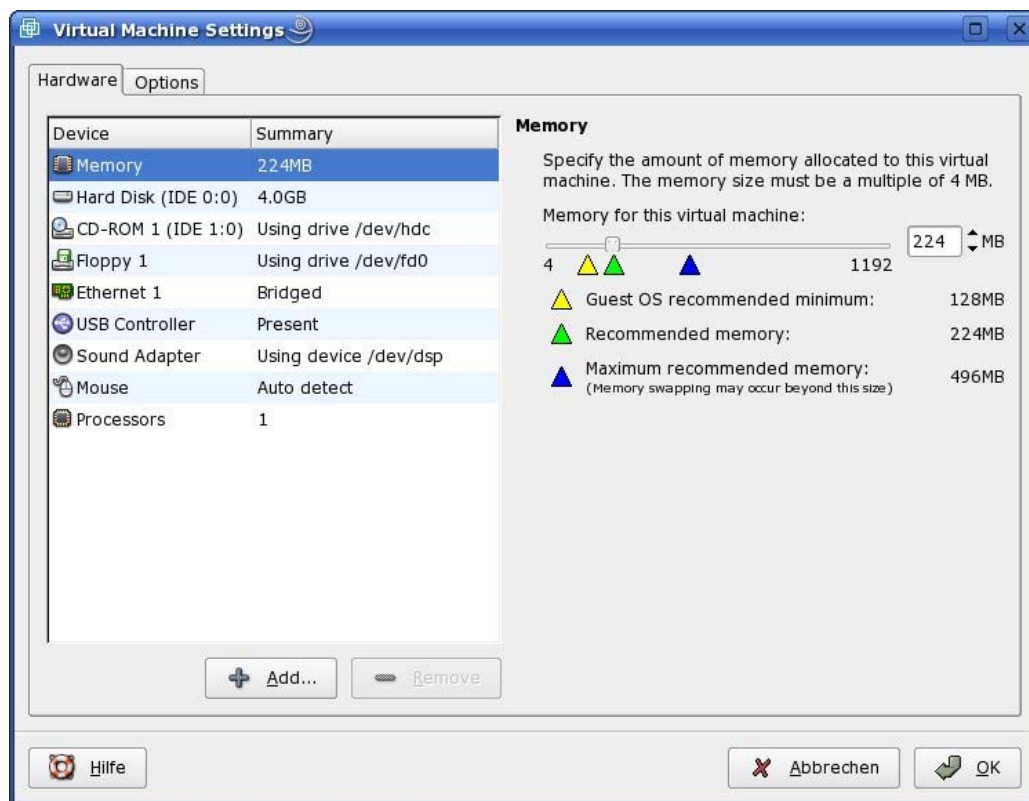 Virtual Machine Settings
Hardware Options
Device Summary
Memory 224MB
Hard Disk (IDE 0:0) 4.0GB
CD-ROM 1 (IDE 1:0) Using drive /dev/hdc
Floppy 1 Using drive /dev/fd0
Ethernet 1 Bridged
USB Controller Present
Sound Adapter Using device /dev/dsp
Mouse Auto detect
Processors 1
Add...
Remove
Memory
Specify the amount of memory allocated to this virtual
machine. The memory size must be a multiple of 4 MB.
Memory for this virtual machine:
224 MB
4 1192
Guest OS recommended minimum: 128MB
Recommended memory: 224MB
Maximum recommended memory: 496MB
(Memory swapping may occur beyond this size)
Hilfe
Abbrechen
OK